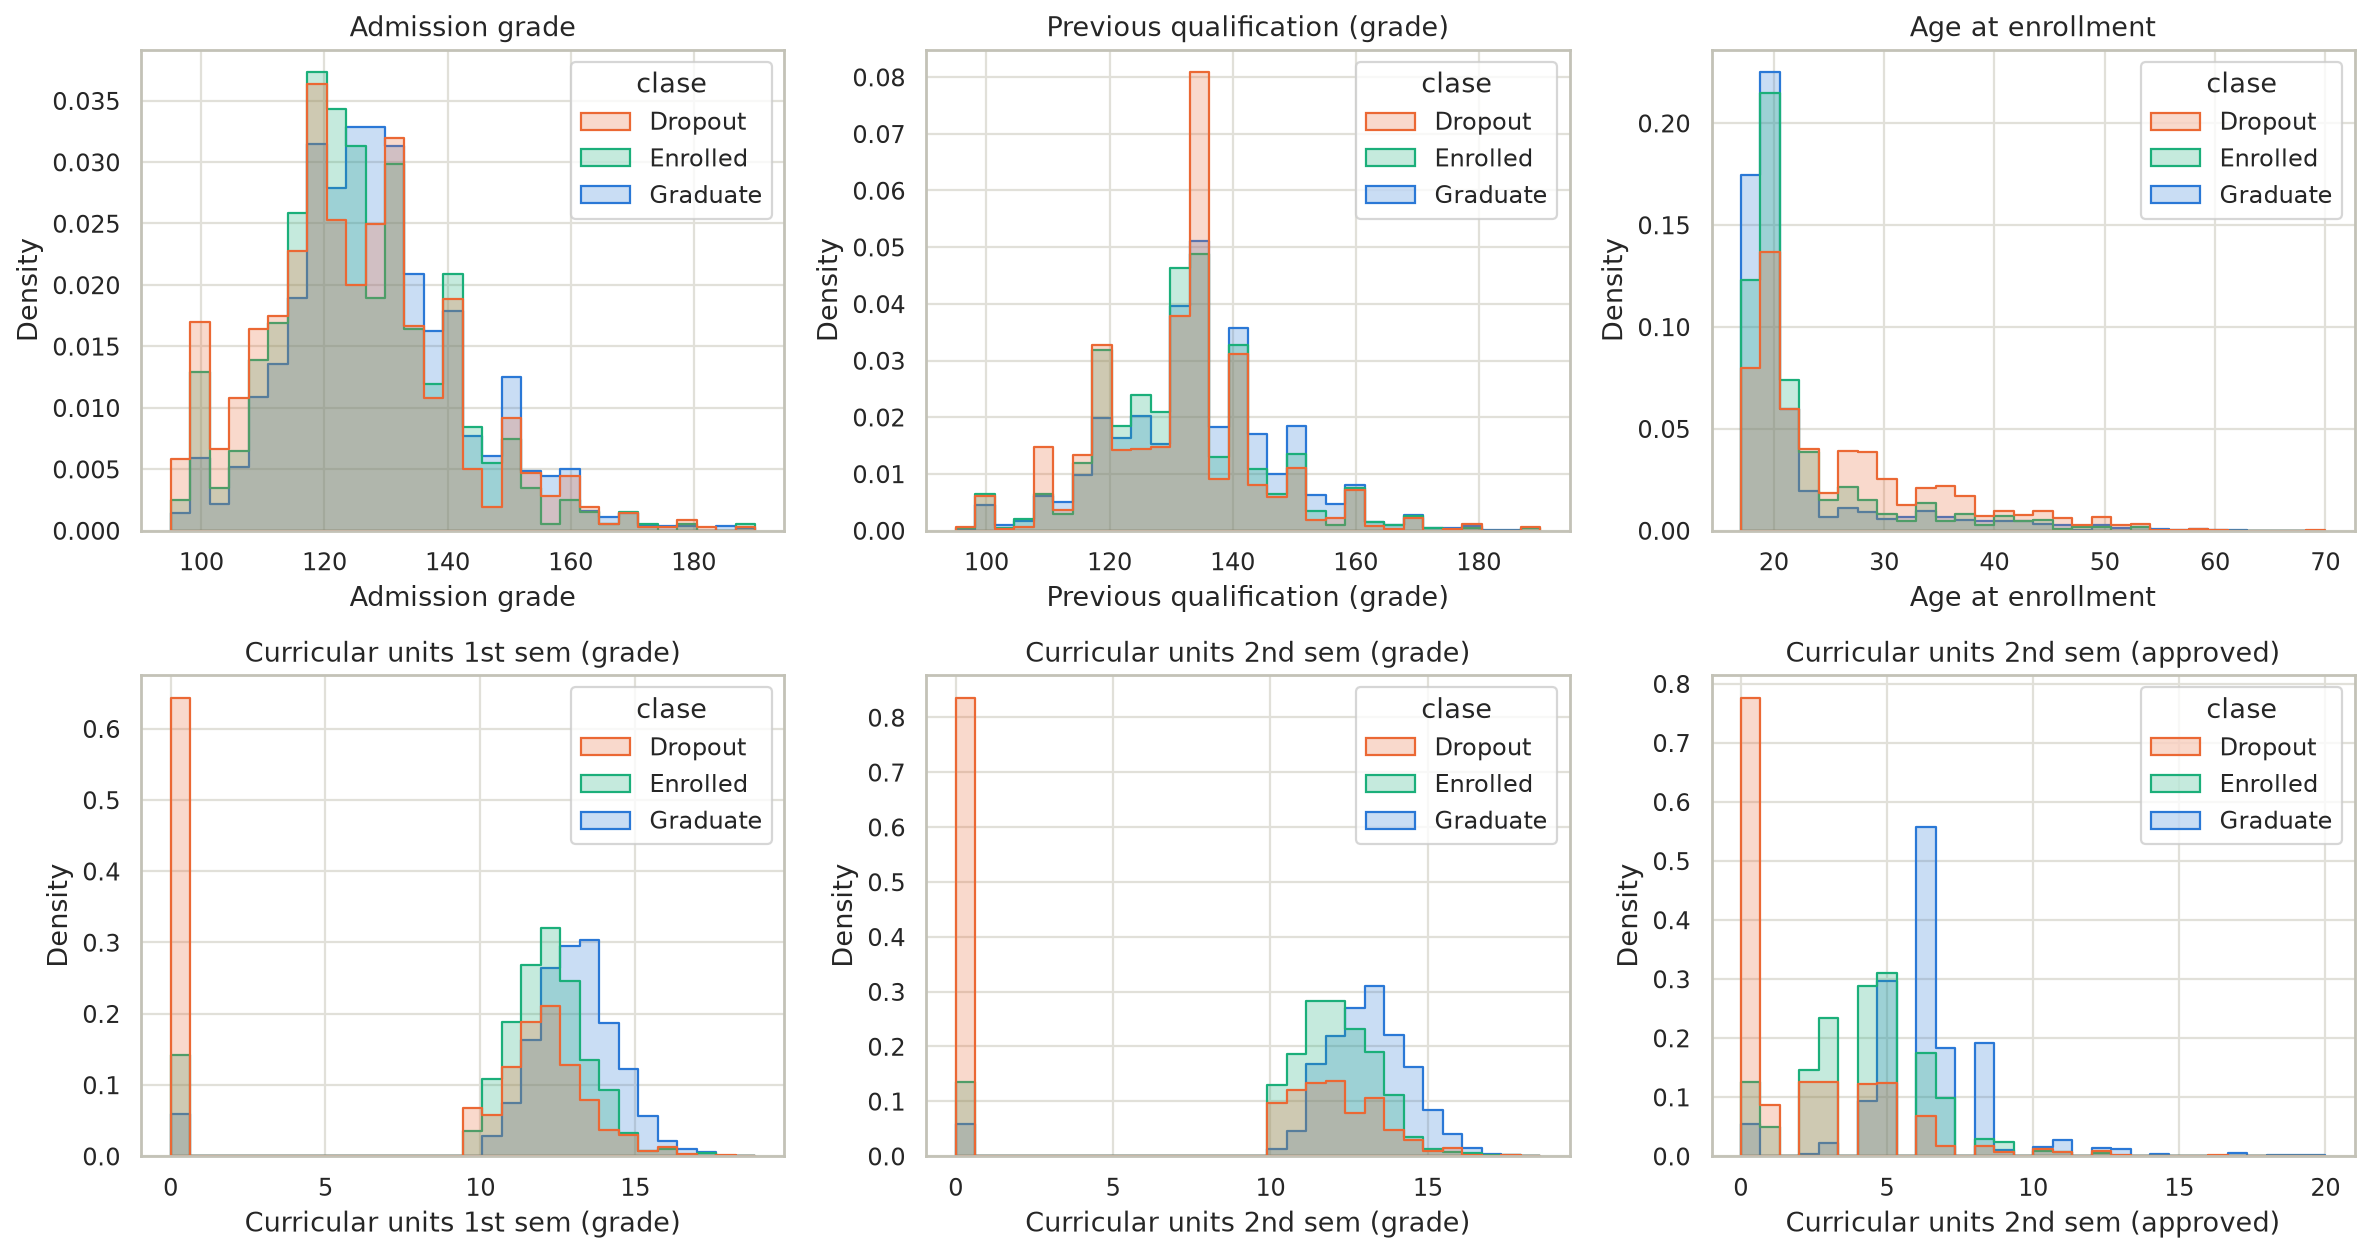 Admission grade
0.035
0.030
0.025
0.020
0.015
0.010
0.005
0.000
Density
100 120 140 160 180
Admission grade
clase
Dropout
Enrolled
Graduate
Previous qualification (grade)
0.08
0.07
0.06
0.05
0.04
0.03
0.02
0.01
0.00
Density
100 120 140 160 180
Previous qualification (grade)
clase
Dropout
Enrolled
Graduate
Age at enrollment
0.20
0.15
0.10
0.05
0.00
Density
20 30 40 50 60 70
Age at enrollment
clase
Dropout
Enrolled
Graduate
Curricular units 1st sem (grade)
0.6
0.5
0.4
0.3
0.2
0.1
0.0
Density
0 5 10 15
Curricular units 1st sem (grade)
clase
Dropout
Enrolled
Graduate
Curricular units 2nd sem (grade)
0.8
0.7
0.6
0.5
0.4
0.3
0.2
0.1
0.0
Density
0 5 10 15
Curricular units 2nd sem (grade)
clase
Dropout
Enrolled
Graduate
Curricular units 2nd sem (approved)
0.8
0.7
0.6
0.5
0.4
0.3
0.2
0.1
0.0
Density
0 5 10 15 20
Curricular units 2nd sem (approved)
clase
Dropout
Enrolled
Graduate